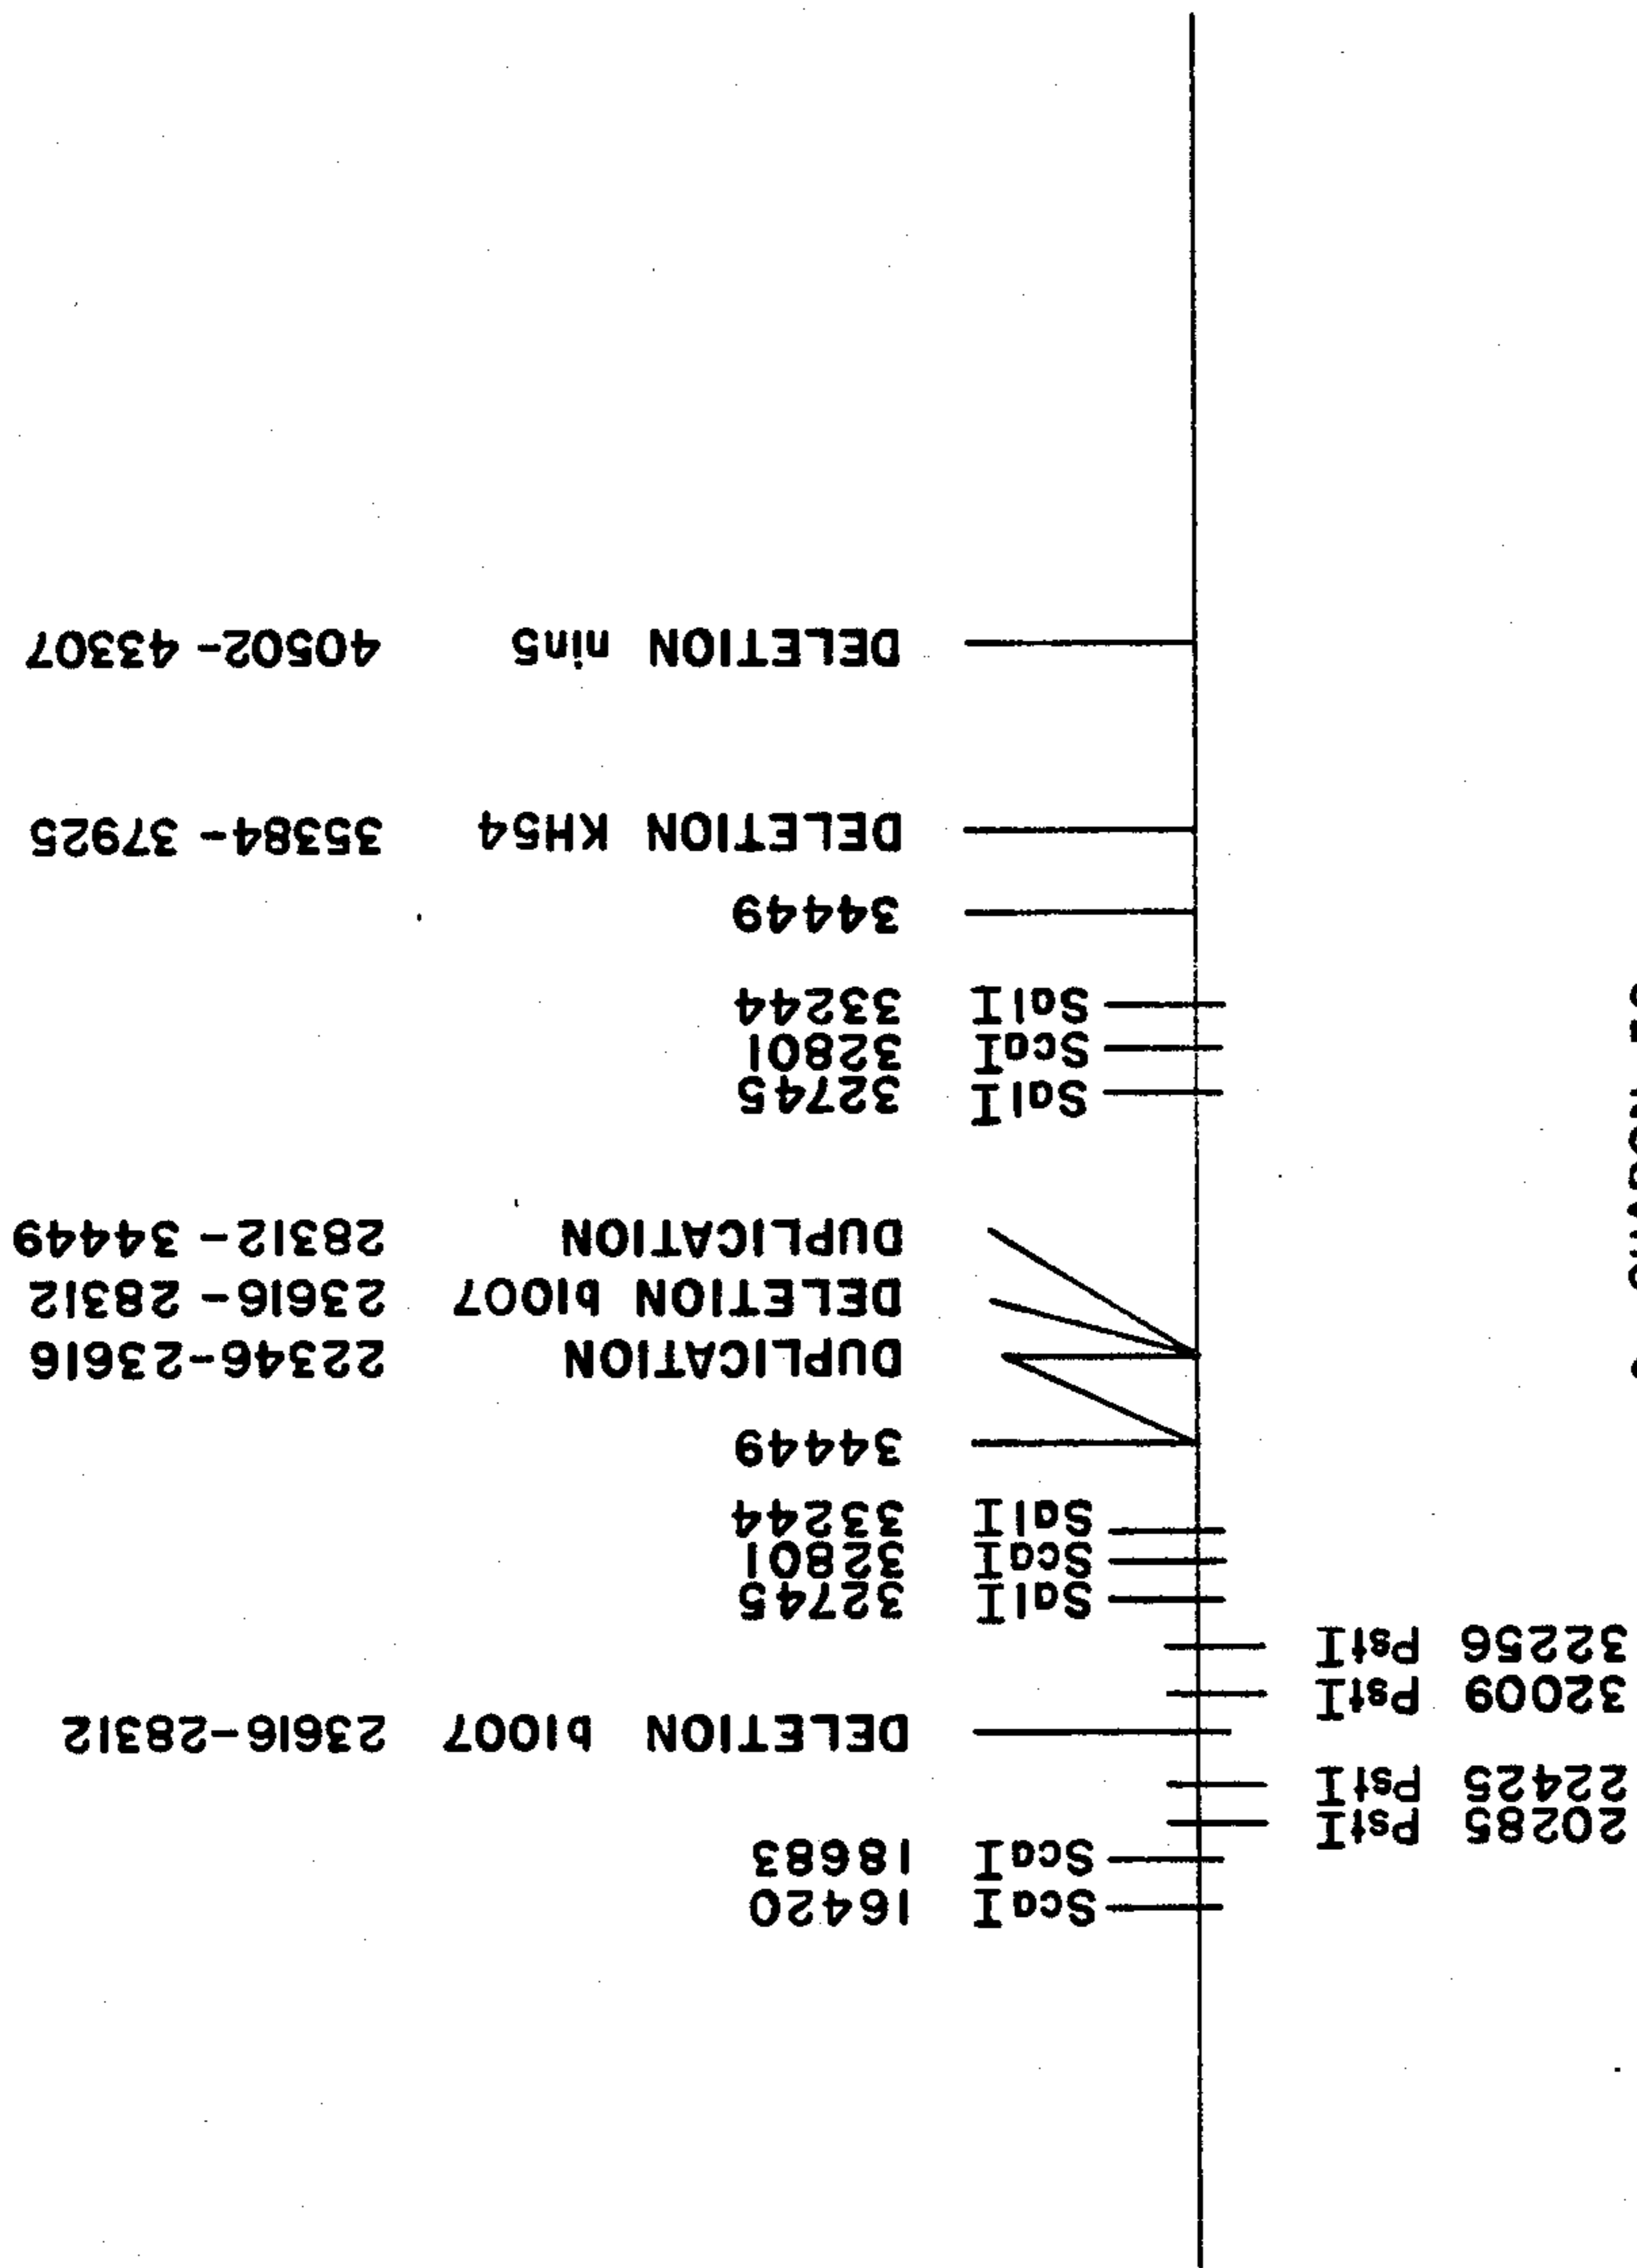 ScaI 16420
ScaI 18683
20285 PstI
22425 PstI
DELETION b1007 23616-28312
32009 PstI
32256 PstI
SalI 32745
ScaI 32801
SalI 33244
34449
DUPLICATION 22346-23616
DELETION b1007 23616-28312
DUPLICATION 28312-34449
SalI 32745
ScaI 32801
SalI 33244
34449
DELETION KH54 35384-37925
DELETION nin5 40502-43307